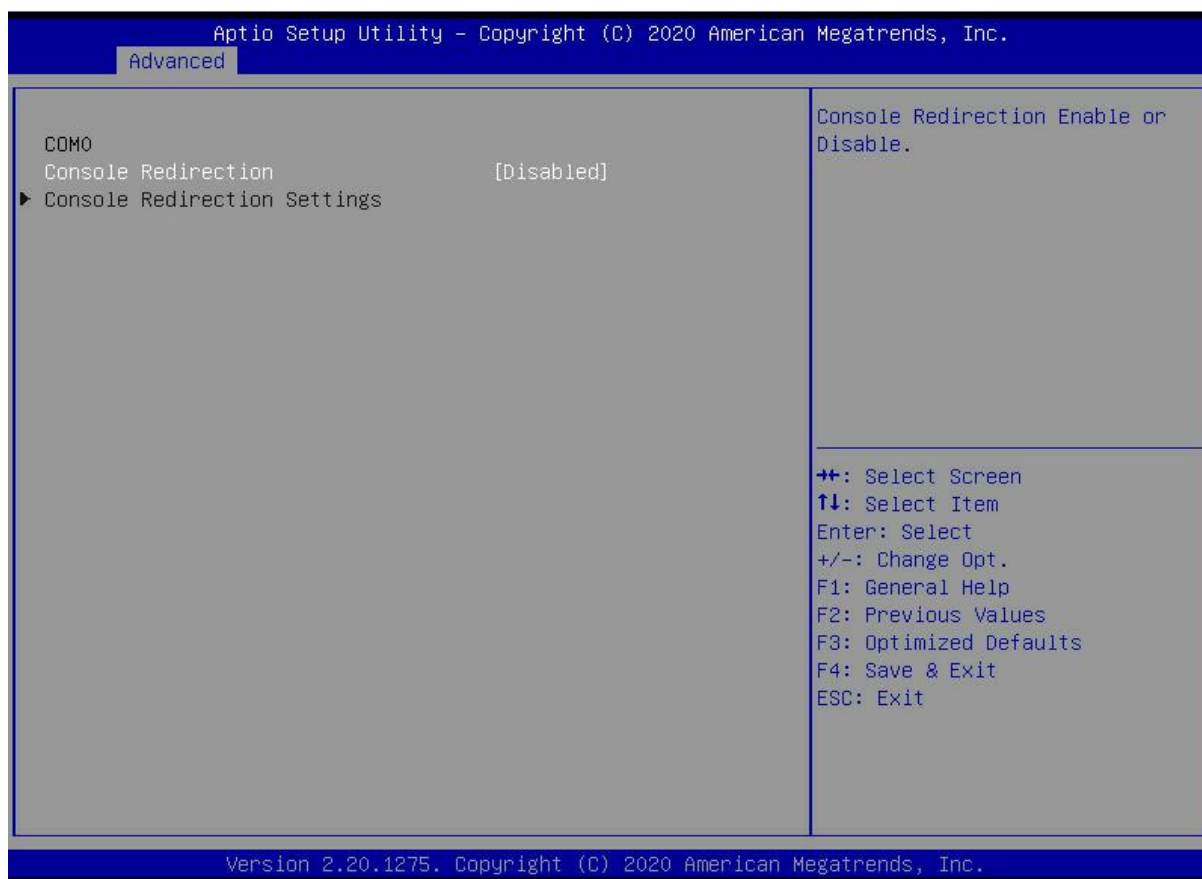 Aptio Setup Utility – Copyright (C) 2020 American Megatrends, Inc.
Advanced
COM0
Console Redirection [Disabled]
▶ Console Redirection Settings
Console Redirection Enable or
Disable.
→←: Select Screen
↑↓: Select Item
Enter: Select
+/-: Change Opt.
F1: General Help
F2: Previous Values
F3: Optimized Defaults
F4: Save & Exit
ESC: Exit
Version 2.20.1275. Copyright (C) 2020 American Megatrends, Inc.